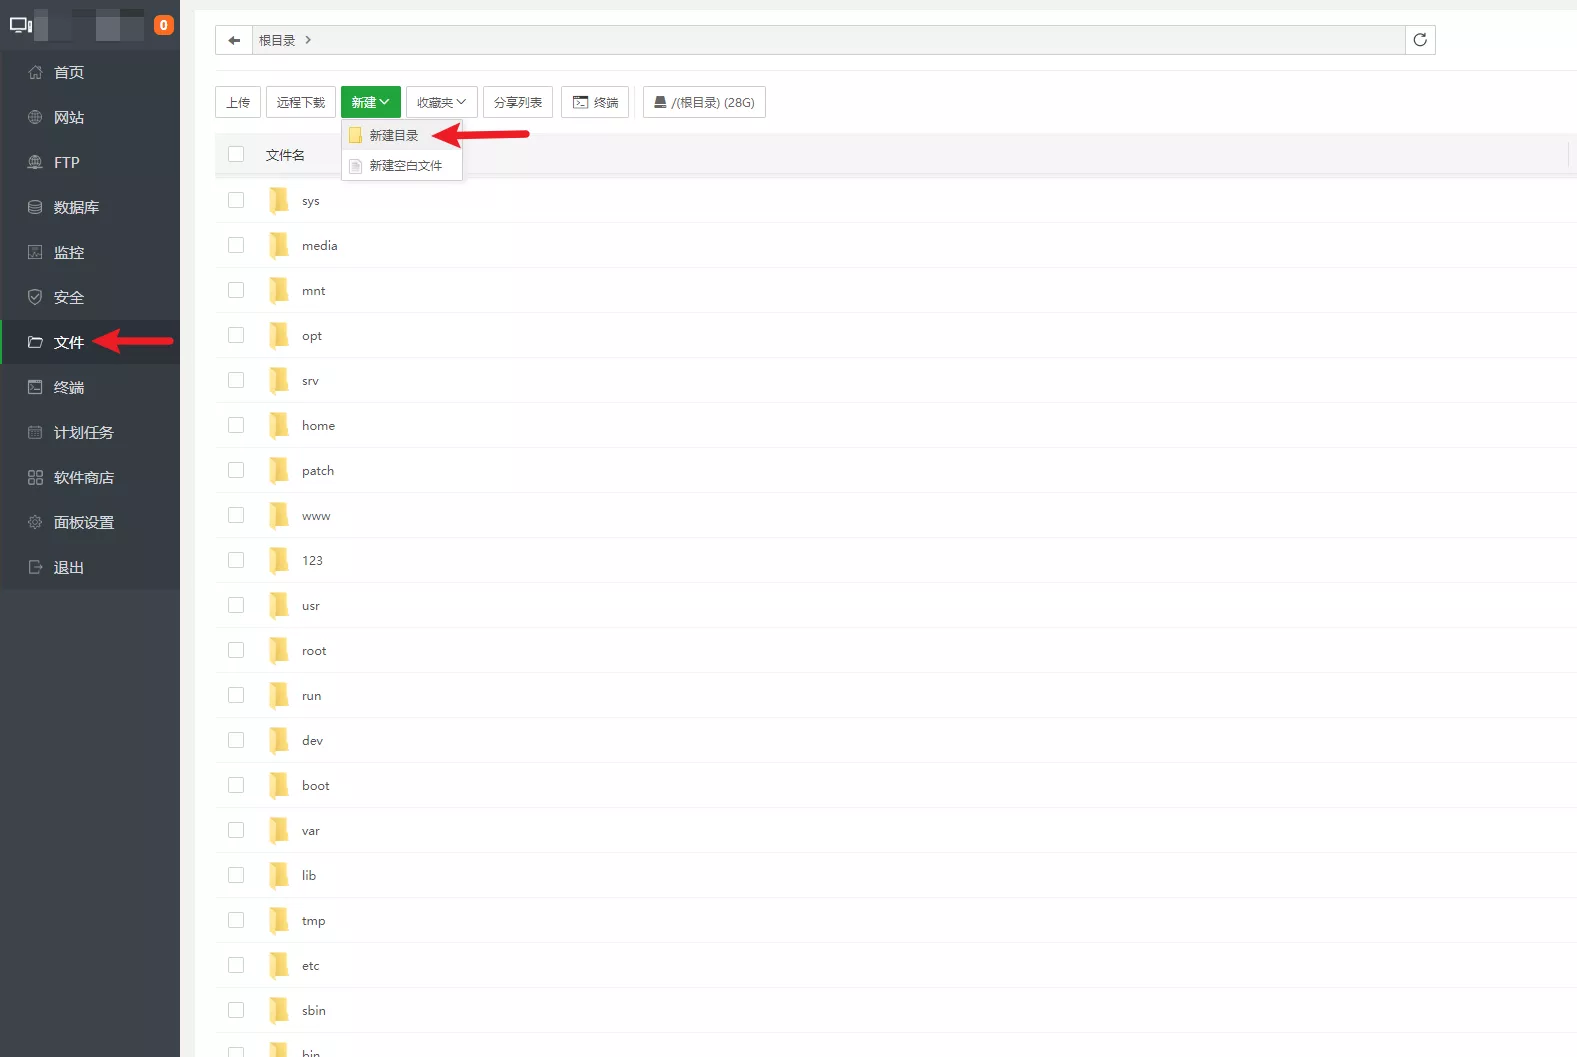 0
首页
网站
FTP
数据库
监控
安全
文件
终端
计划任务
软件商店
面板设置
退出
根目录
上传 远程下载 新建 收藏夹 分享列表 终端 /(根目录) (28G)
新建目录
新建空白文件
文件名
sys
media
mnt
opt
srv
home
patch
www
123
usr
root
run
dev
boot
var
lib
tmp
etc
sbin
bin